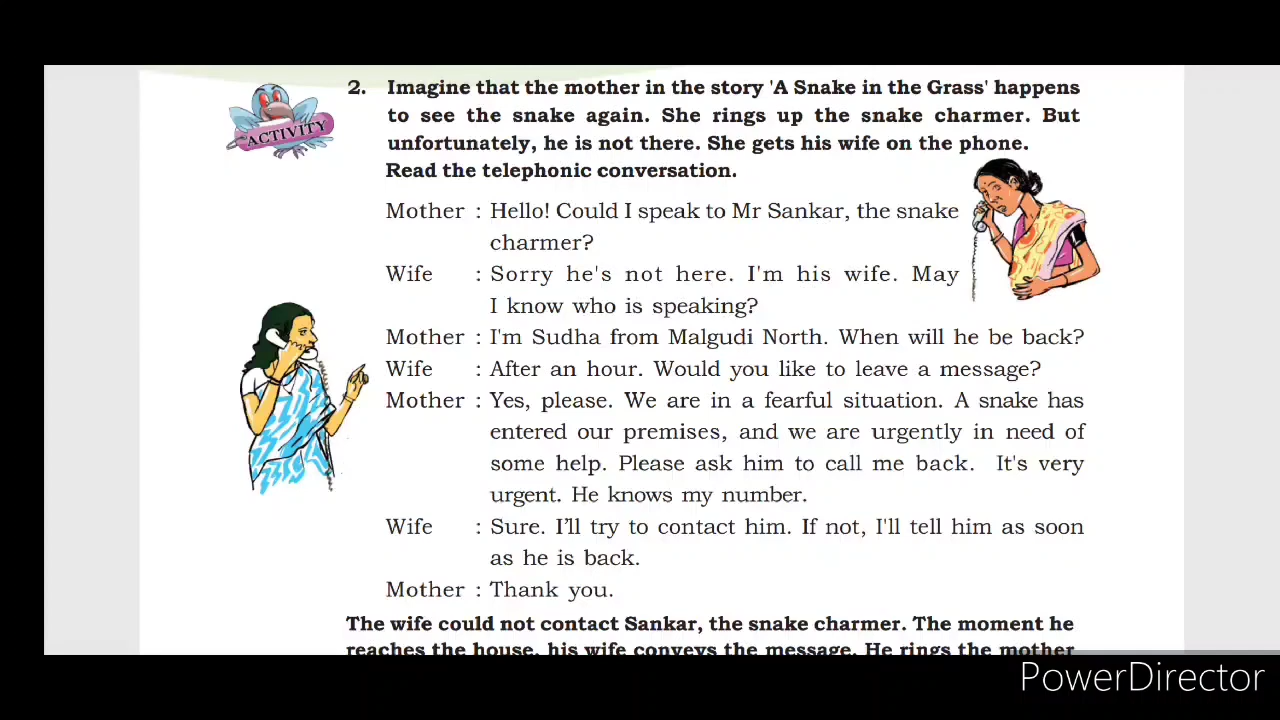 ACTIVITY
2. Imagine that the mother in the story 'A Snake in the Grass' happens
to see the snake again. She rings up the snake charmer. But
unfortunately, he is not there. She gets his wife on the phone.
Read the telephonic conversation.
Mother : Hello! Could I speak to Mr Sankar, the snake
charmer?
Wife : Sorry he's not here. I'm his wife. May
I know who is speaking?
Mother : I'm Sudha from Malgudi North. When will he be back?
Wife : After an hour. Would you like to leave a message?
Mother : Yes, please. We are in a fearful situation. A snake has
entered our premises, and we are urgently in need of
some help. Please ask him to call me back. It's very
urgent. He knows my number.
Wife : Sure. I'll try to contact him. If not, I'll tell him as soon
as he is back.
Mother : Thank you.
The wife could not contact Sankar, the snake charmer. The moment he
reaches the house, his wife conveys the message. He rings the mother
PowerDirector